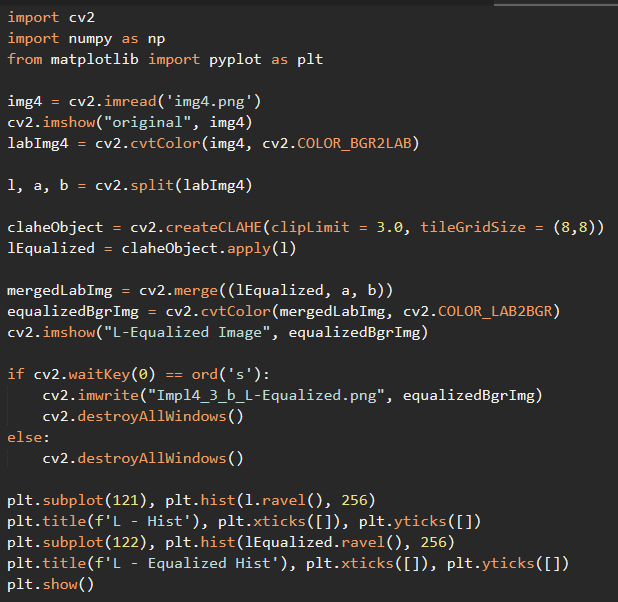 import cv2
import numpy as np
from matplotlib import pyplot as plt
img4 = cv2.imread('img4.png')
cv2.imshow("original", img4)
labImg4 = cv2.cvtColor(img4, cv2.COLOR_BGR2LAB)
l, a, b = cv2.split(labImg4)
claheObject = cv2.createCLAHE(clipLimit = 3.0, tileGridSize = (8,8))
lEqualized = claheObject.apply(l)
mergedLabImg = cv2.merge((lEqualized, a, b))
equalizedBgrImg = cv2.cvtColor(mergedLabImg, cv2.COLOR_LAB2BGR)
cv2.imshow("L-Equalized Image", equalizedBgrImg)
if cv2.waitKey(0) == ord('s'):
    cv2.imwrite("Impl4_3_b_L-Equalized.png", equalizedBgrImg)
    cv2.destroyAllWindows()
else:
    cv2.destroyAllWindows()
plt.subplot(121), plt.hist(l.ravel(), 256)
plt.title(f'L - Hist'), plt.xticks([]), plt.yticks([])
plt.subplot(122), plt.hist(lEqualized.ravel(), 256)
plt.title(f'L - Equalized Hist'), plt.xticks([]), plt.yticks([])
plt.show()